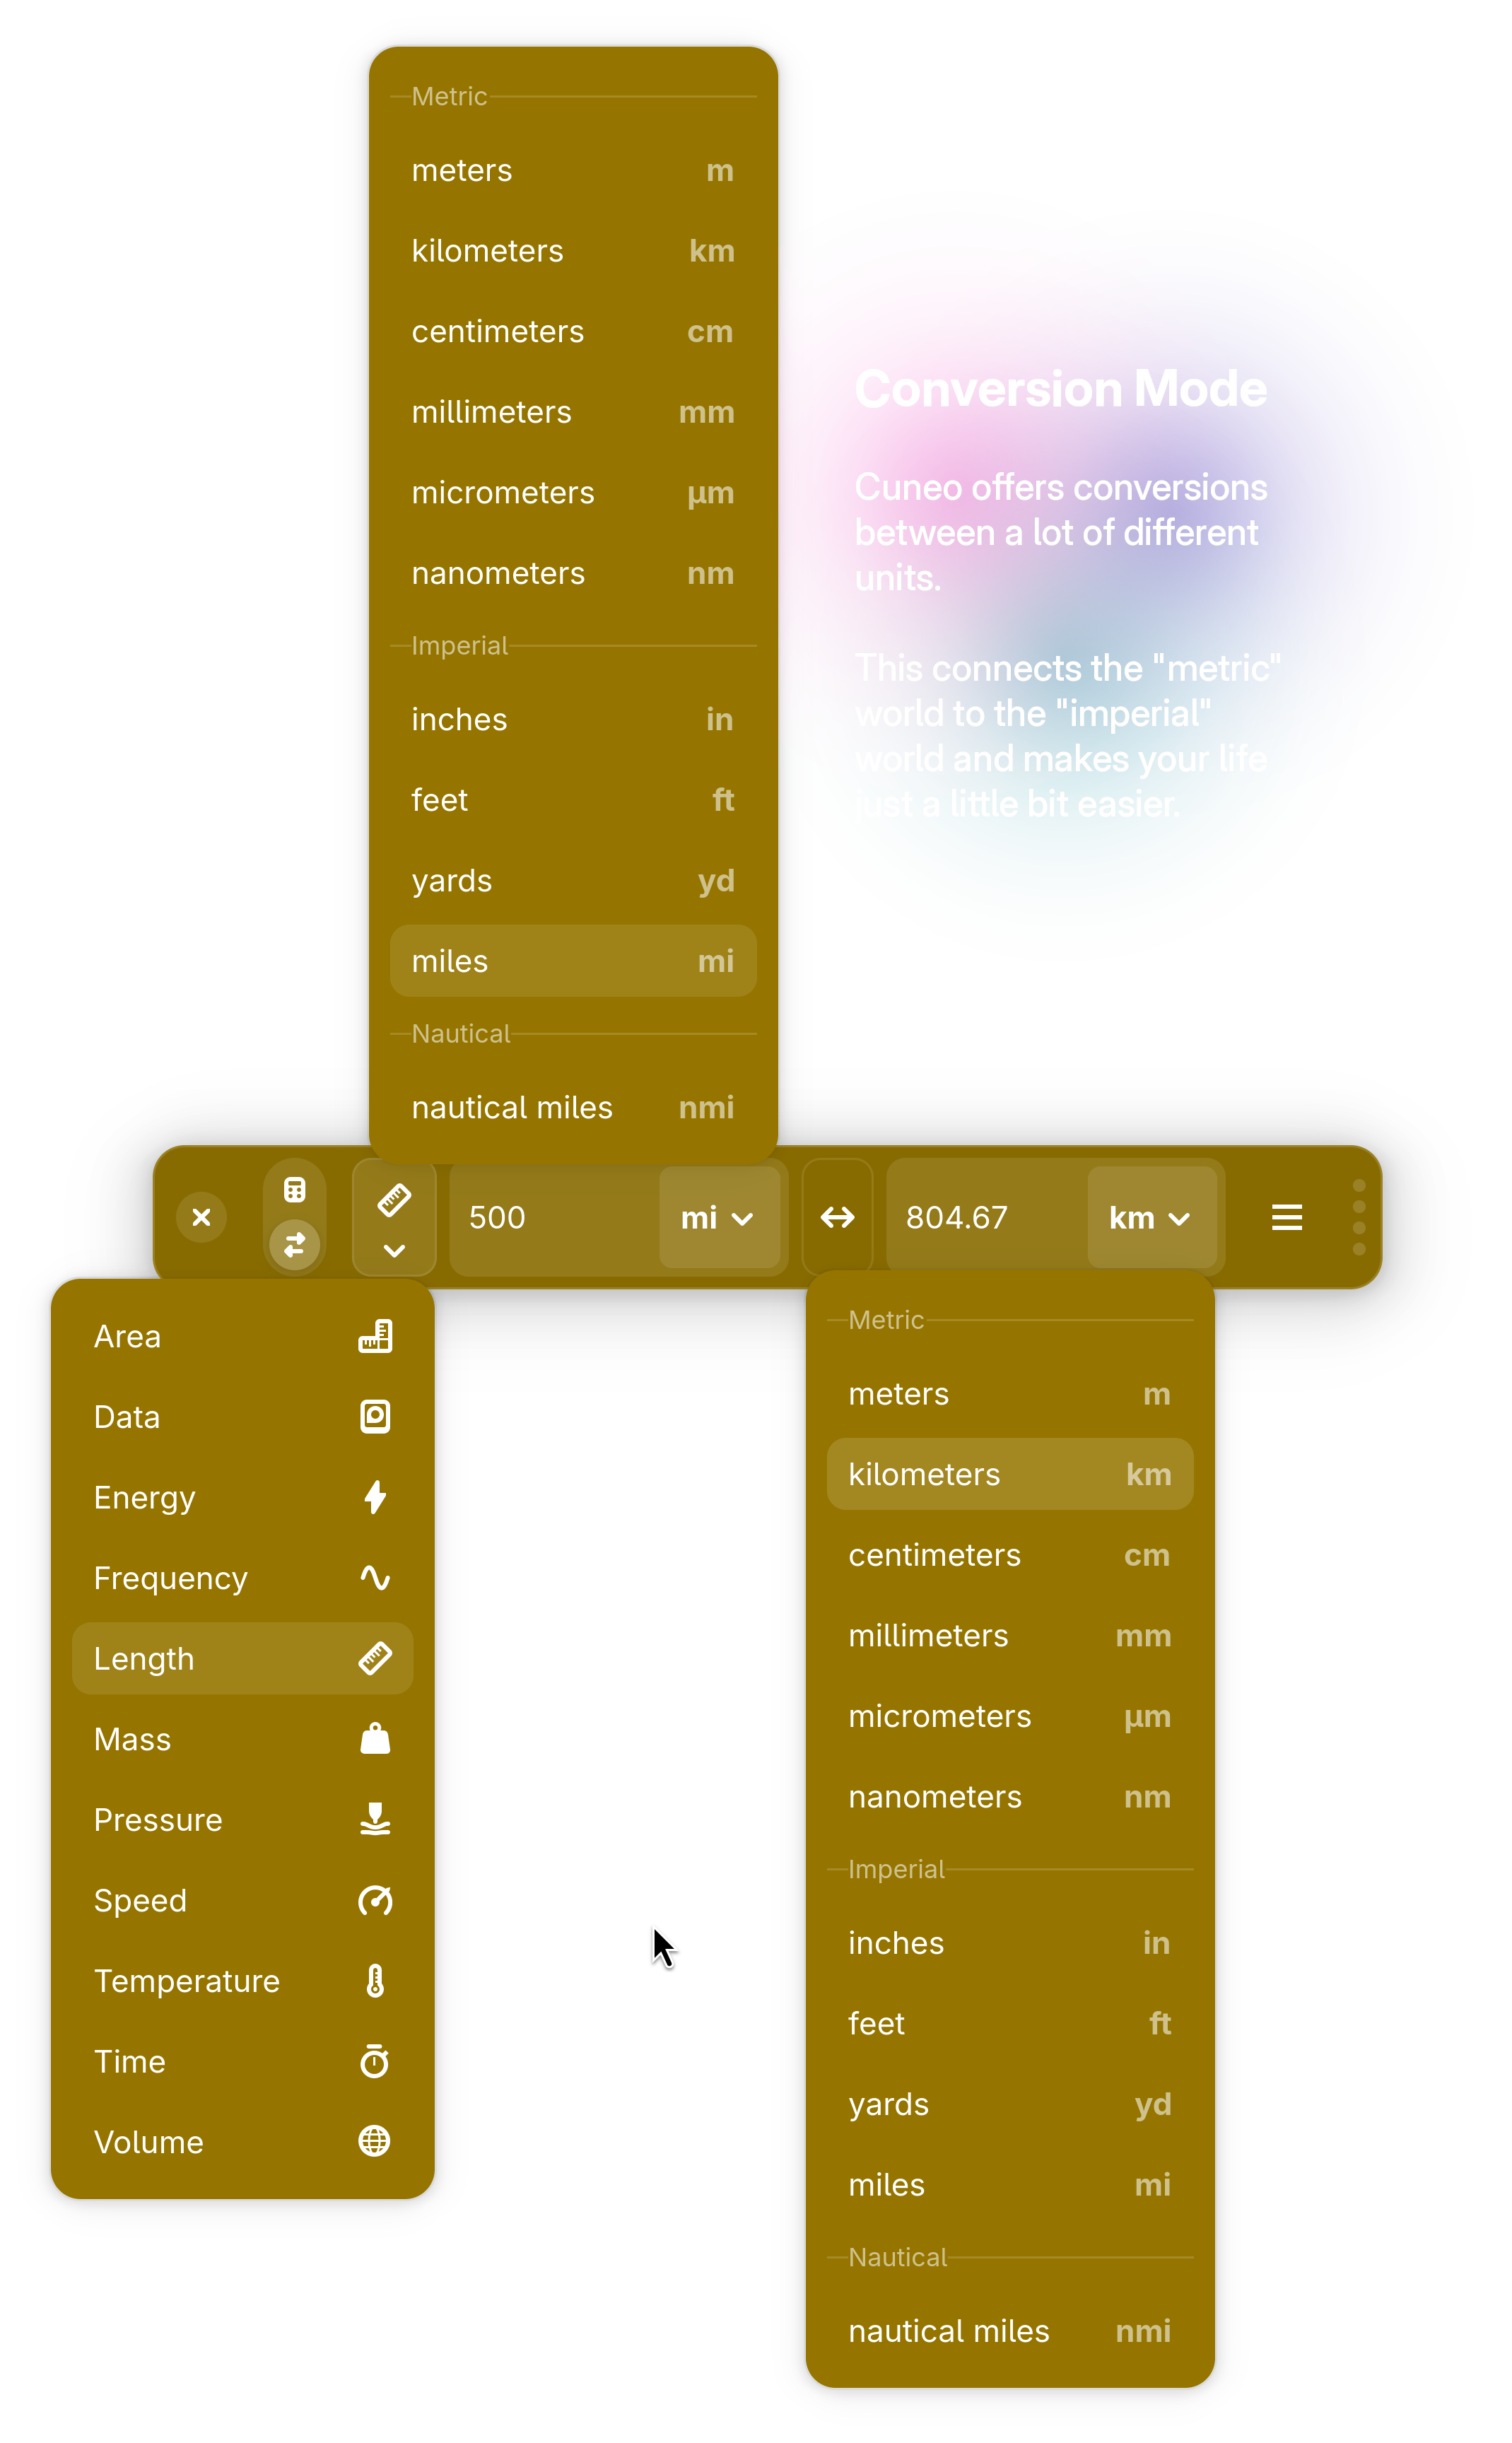 Metric
meters m
kilometers km
centimeters cm
millimeters mm
micrometers µm
nanometers nm
Imperial
inches in
feet ft
yards yd
miles mi
Nautical
nautical miles nmi
Conversion Mode
Cuneo offers conversions
between a lot of different
units.
This connects the "metric"
world to the "imperial"
world and makes your life
just a little bit easier.
500 mi 804.67 km
Area
Data
Energy
Frequency
Length
Mass
Pressure
Speed
Temperature
Time
Volume
Metric
meters m
kilometers km
centimeters cm
millimeters mm
micrometers µm
nanometers nm
Imperial
inches in
feet ft
yards yd
miles mi
Nautical
nautical miles nmi